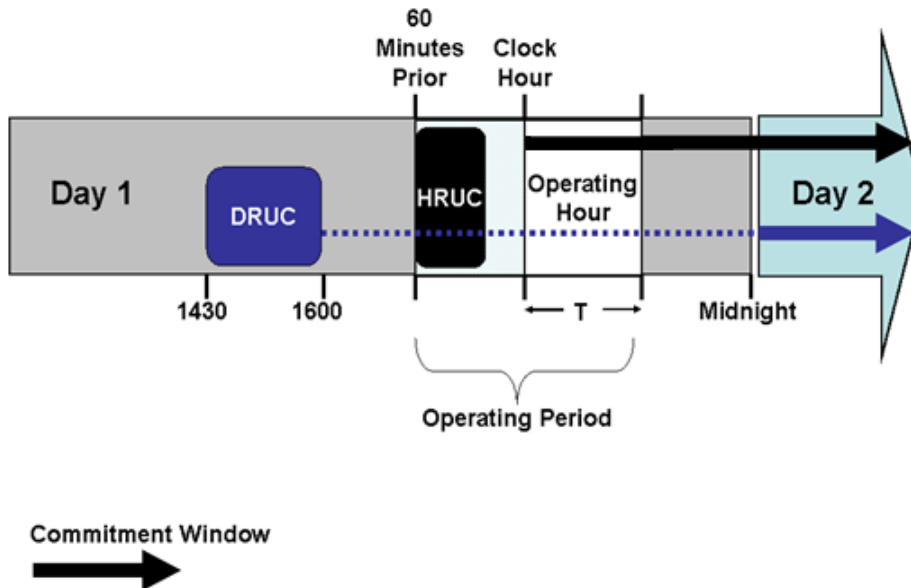 60
Minutes
Prior
Clock
Hour
Day 1
DRUC
HRUC
Operating
Hour
Day 2
1430
1600
T
Midnight
Operating Period
Commitment Window